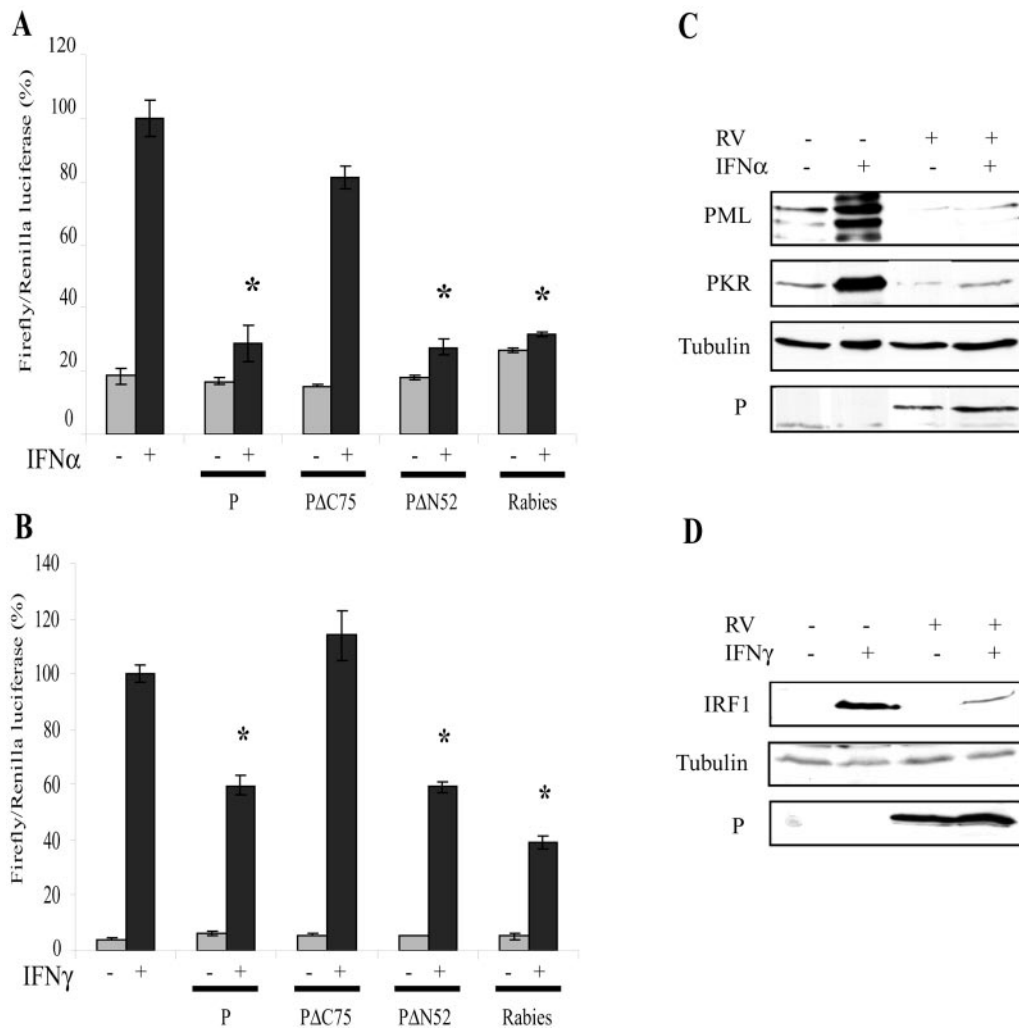 A
Firefly/Renilla luciferase (%)
120
100
80
60
40
20
0
IFNα - + - + - + - + - +
P PΔC75 PΔN52 Rabies
* * *
B
Firefly/Renilla luciferase (%)
140
120
100
80
60
40
20
0
IFNγ - + - + - + - + - +
P PΔC75 PΔN52 Rabies
* * *
C
RV - - + +
IFNα - + - +
PML
PKR
Tubulin
P
D
RV - - + +
IFNγ - + - +
IRF1
Tubulin
P